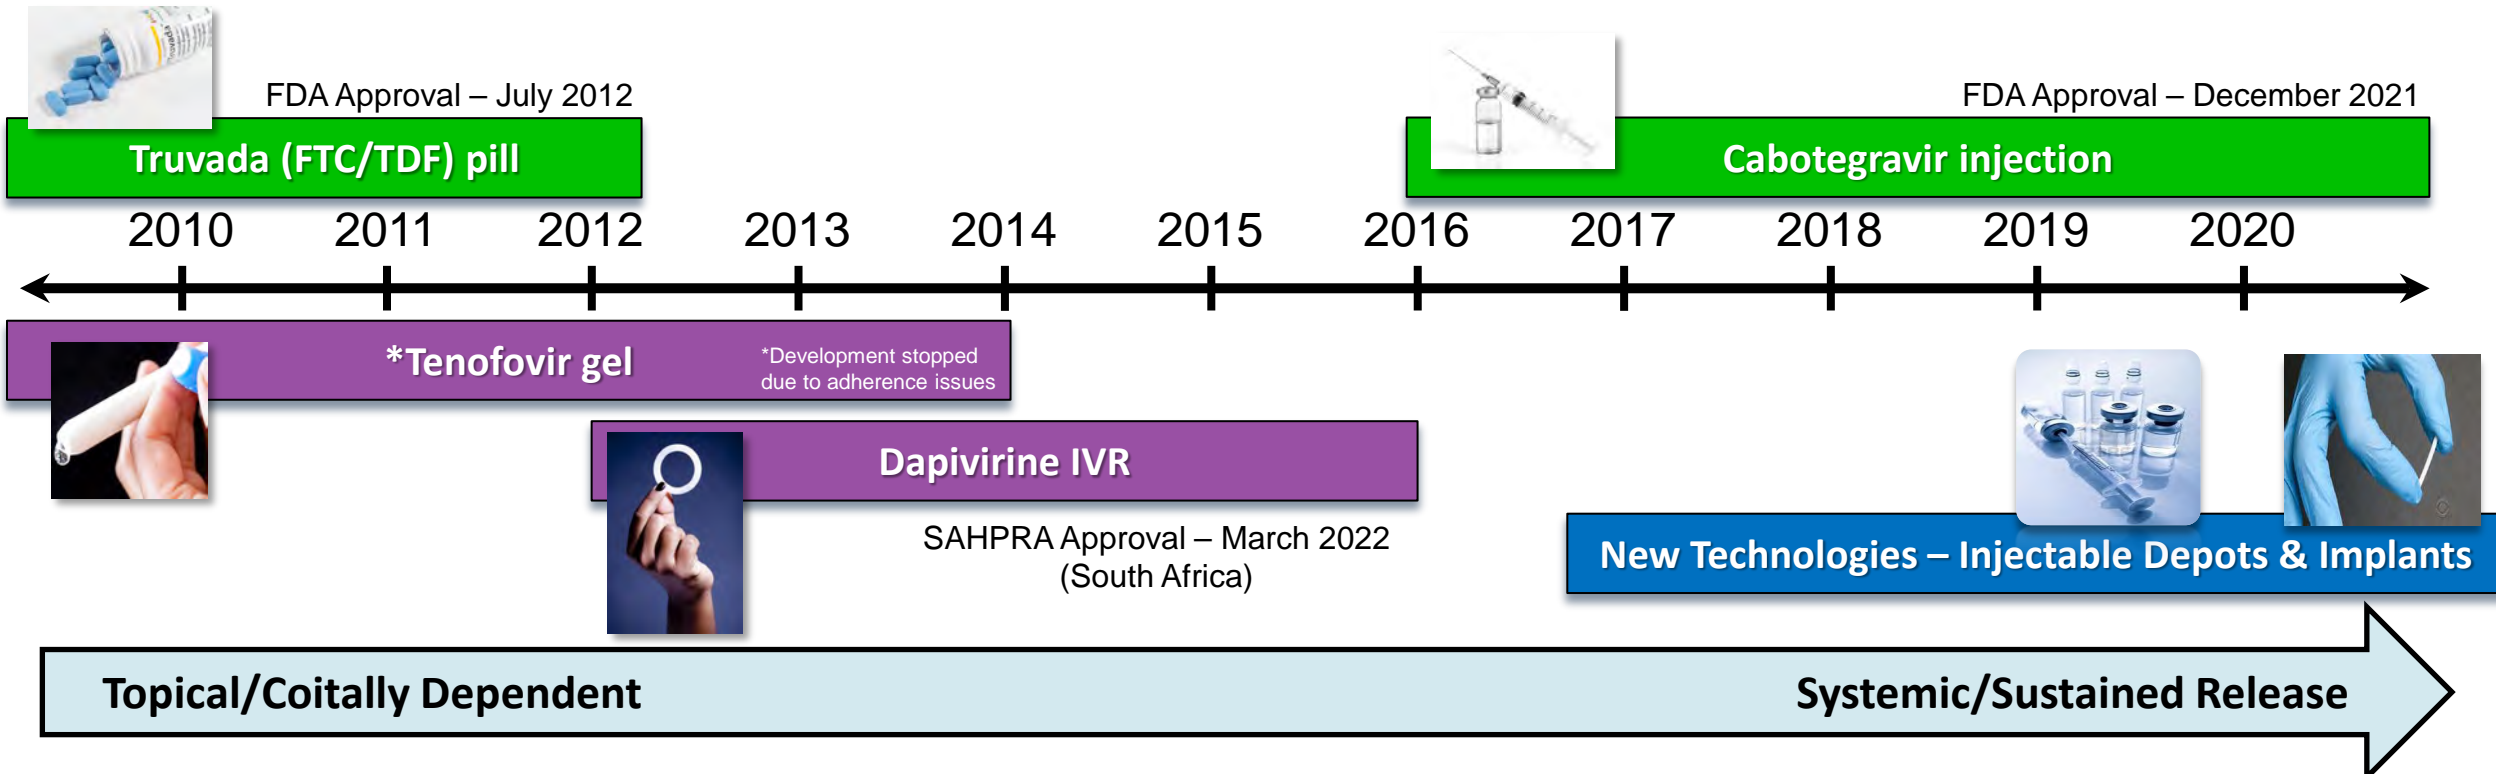 Truvada
FDA Approval – July 2012
FDA Approval – December 2021
Truvada (FTC/TDF) pill
Cabotegravir injection
2010 2011 2012 2013 2014 2015 2016 2017 2018 2019 2020
*Tenofovir gel
*Development stopped
due to adherence issues
Dapivirine IVR
SAHPRA Approval – March 2022
(South Africa)
New Technologies – Injectable Depots & Implants
Topical/Coitally Dependent
Systemic/Sustained Release